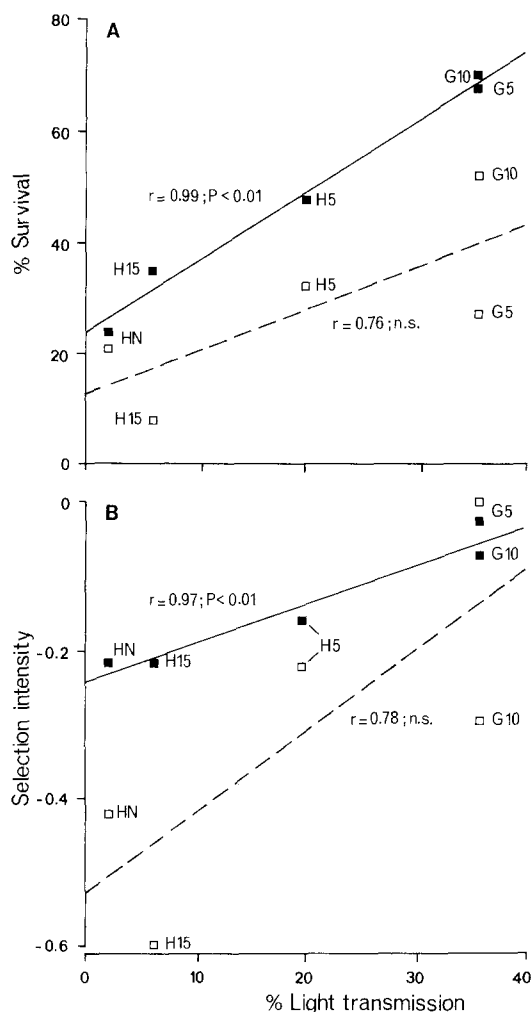 80
A
G10
G5
60
G10
% Survival
r = 0.99 ; P < 0.01
H5
40
H15
H5
r = 0.76 ; n.s.
G5
HN
20
H15
0
0
B
G5
G10
r = 0.97 ; P < 0.01
HN
H15
-0.2
H5
Selection intensity
r = 0.78 ; n.s.
G10
-0.4
HN
H15
-0.6
0
10
20
30
40
% Light transmission